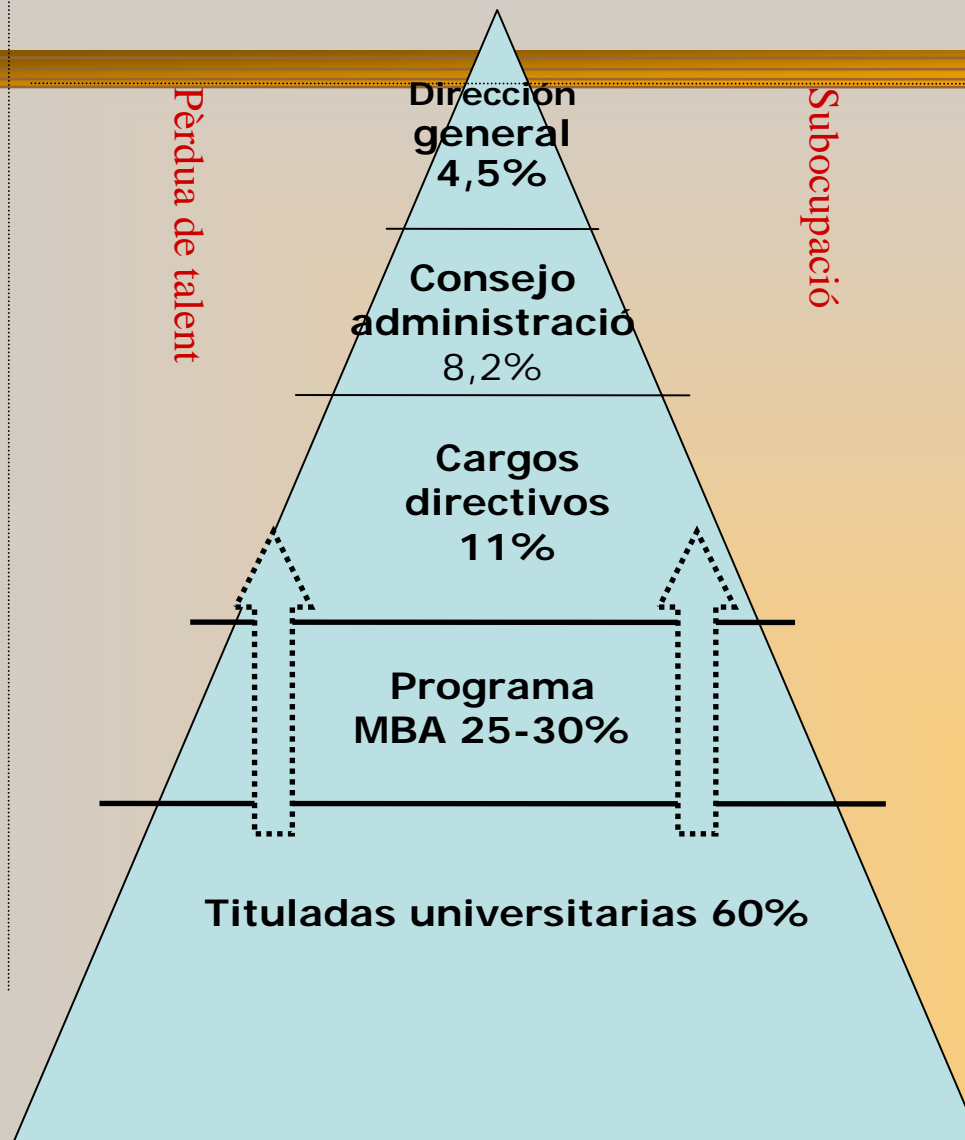 Pèrdua de talent
Dirección
general
4,5%
Subocupació
Consejo
administració
8,2%
Cargos
directivos
11%
Programa
MBA 25-30%
Tituladas universitarias 60%